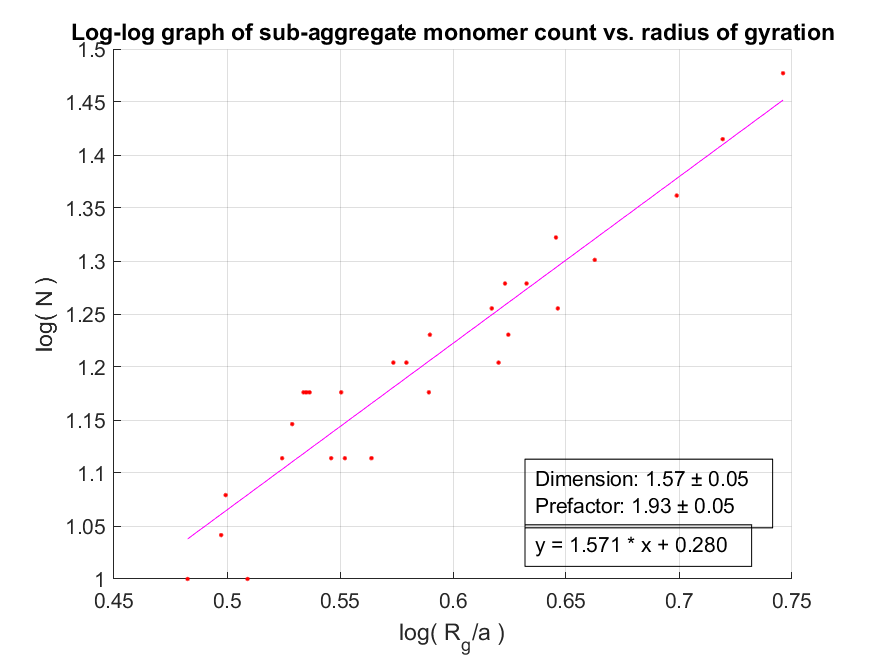 Log-log graph of sub-aggregate monomer count vs. radius of gyration
1.5
1.45
1.4
1.35
1.3
1.25
1.2
1.15
1.1
1.05
1
log( N )
Dimension: 1.57 ± 0.05
Prefactor: 1.93 ± 0.05
y = 1.571 * x + 0.280
0.45 0.5 0.55 0.6 0.65 0.7 0.75
log( Rg/a )